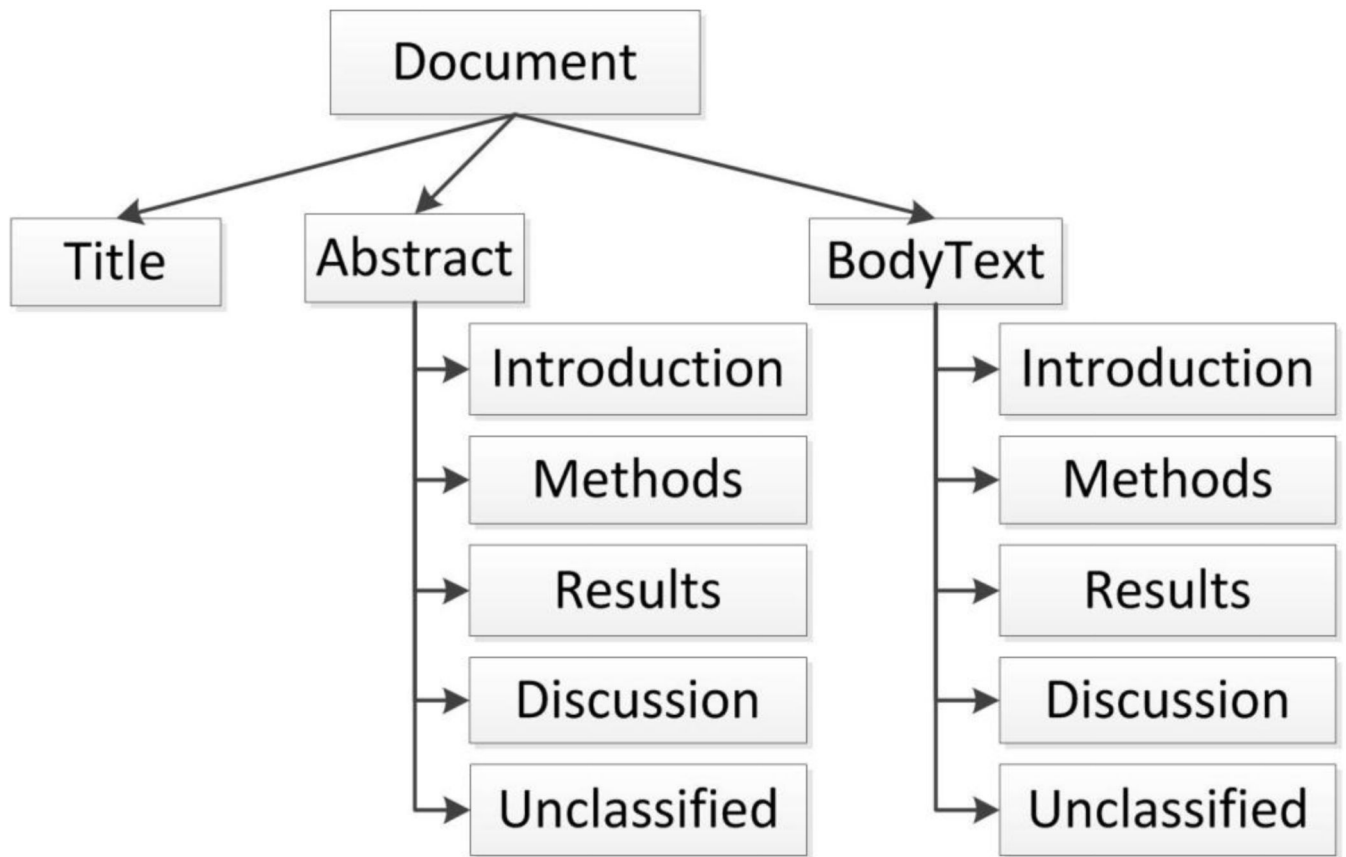 Document
Title
Abstract
BodyText
Introduction
Methods
Results
Discussion
Unclassified
Introduction
Methods
Results
Discussion
Unclassified